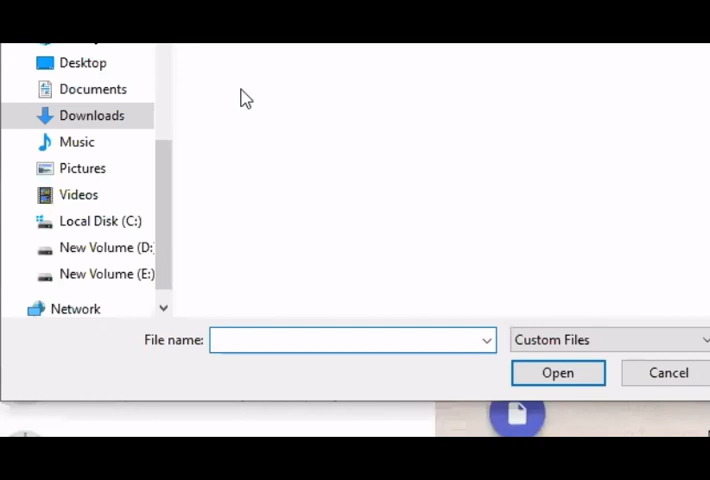 Desktop
Documents
Downloads
Music
Pictures
Videos
Local Disk (C:)
New Volume (D:
New Volume (E:)
Network
File name:
Custom Files
Open
Cancel